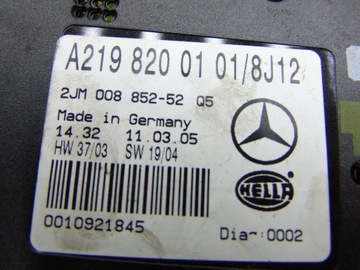 A219 820 01 01/8J12
2JM 008 852-52 Q5
Made in Germany
14.32 11.03.05
HW 37/03 SW 19/04
HELLA
0010921845 Dia-:0002